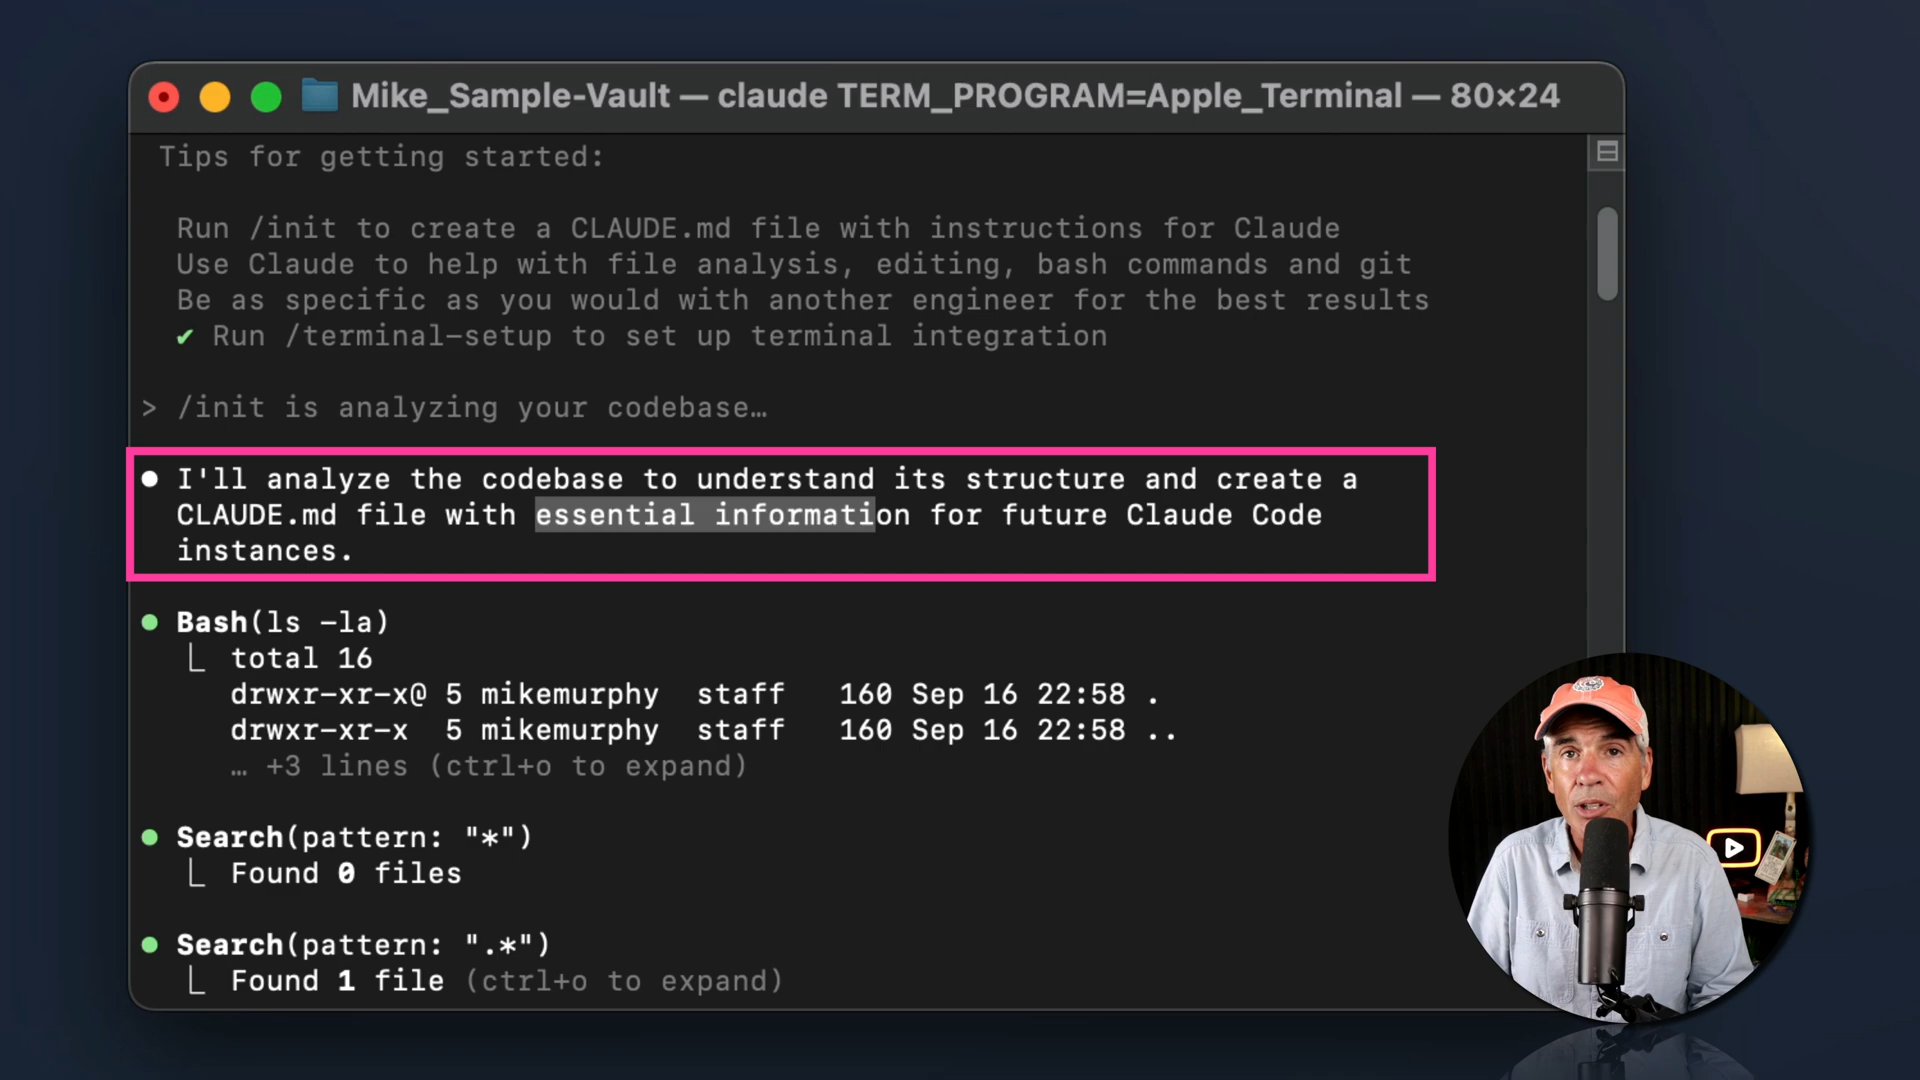 Mike_Sample-Vault — claude TERM_PROGRAM=Apple_Terminal — 80×24
Tips for getting started:
Run /init to create a CLAUDE.md file with instructions for Claude
Use Claude to help with file analysis, editing, bash commands and git
Be as specific as you would with another engineer for the best results
✔ Run /terminal-setup to set up terminal integration
> /init is analyzing your codebase…
● I'll analyze the codebase to understand its structure and create a
CLAUDE.md file with essential information for future Claude Code
instances.
● Bash(ls -la)
⎿ total 16
drwxr-xr-x@ 5 mikemurphy  staff   160 Sep 16 22:58 .
drwxr-xr-x  5 mikemurphy  staff   160 Sep 16 22:58 ..
… +3 lines (ctrl+o to expand)
● Search(pattern: "*")
⎿ Found 0 files
● Search(pattern: ".*")
⎿ Found 1 file (ctrl+o to expand)